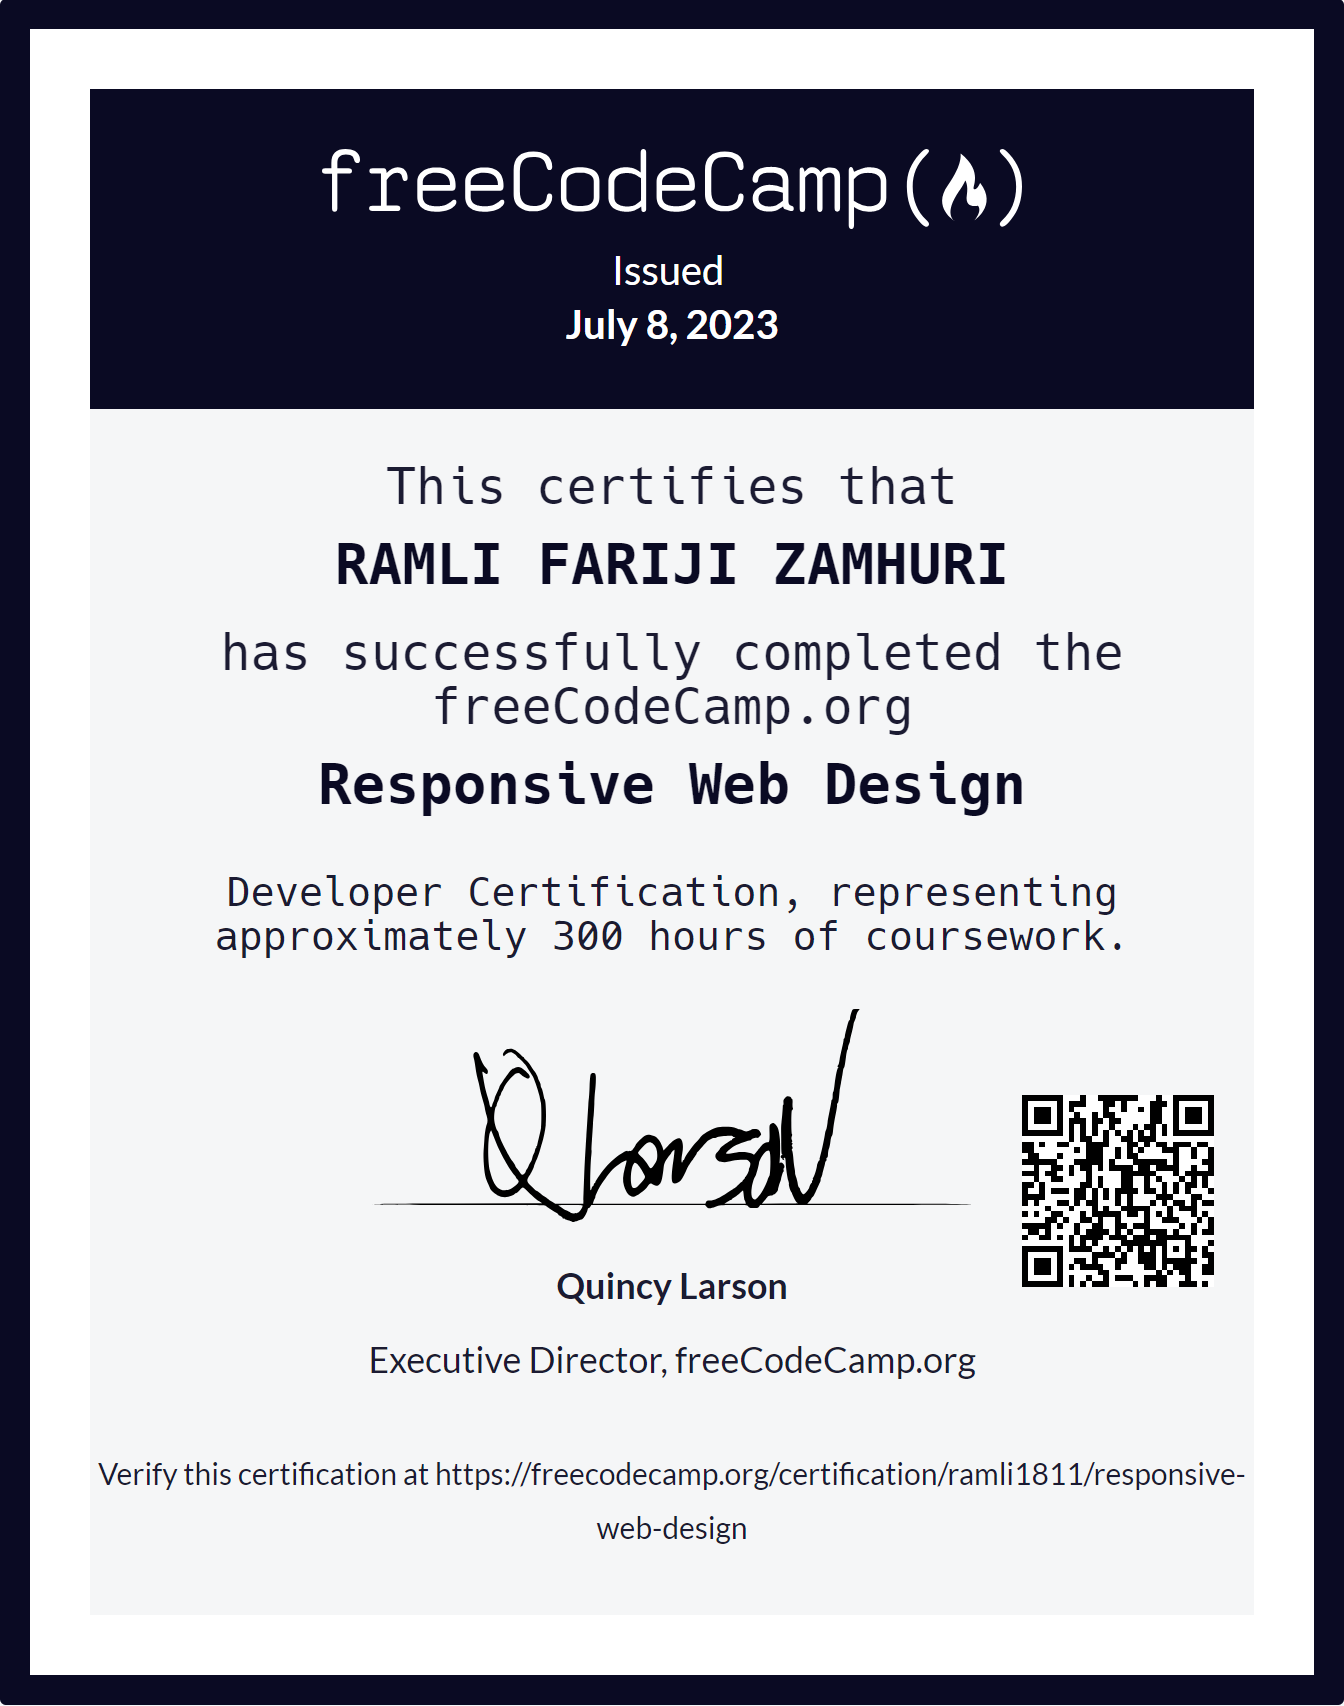 freeCodeCamp
Issued
July 8, 2023
This certifies that
RAMLI FARIJI ZAMHURI
has successfully completed the
freeCodeCamp.org
Responsive Web Design
Developer Certification, representing
approximately 300 hours of coursework.
Q Larson
Quincy Larson
Executive Director, freeCodeCamp.org
Verify this certification at https://freecodecamp.org/certification/ramli1811/responsive-
web-design